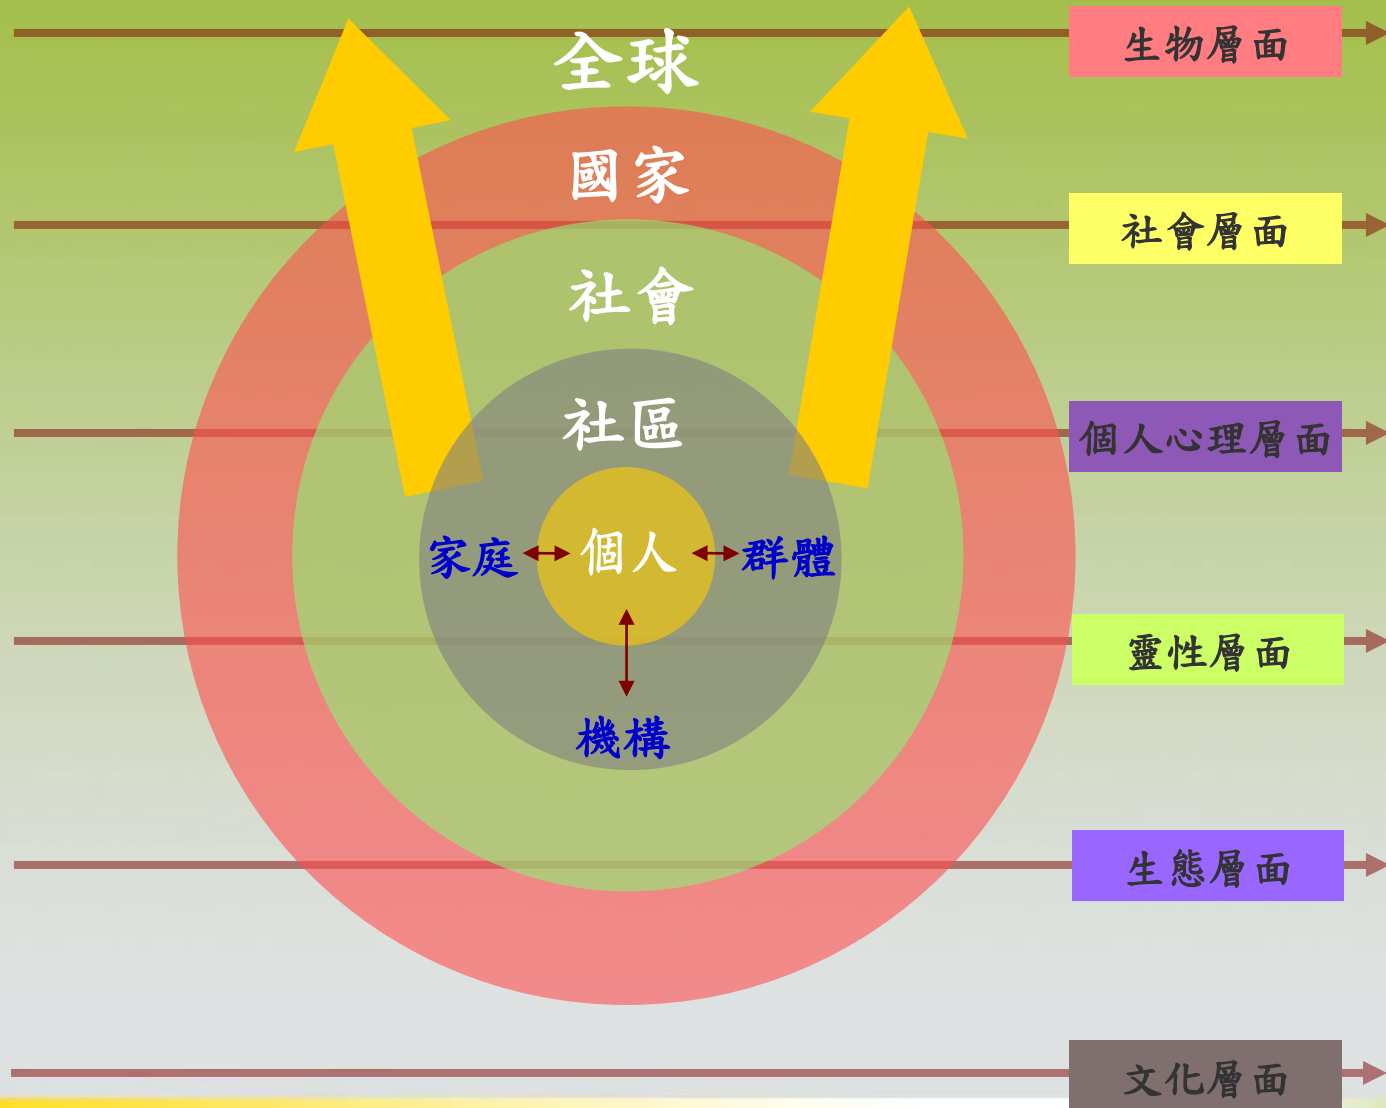 全球
生物層面
國家
社會層面
社會
社區
個人心理層面
家庭
個人
群體
靈性層面
機構
生態層面
文化層面